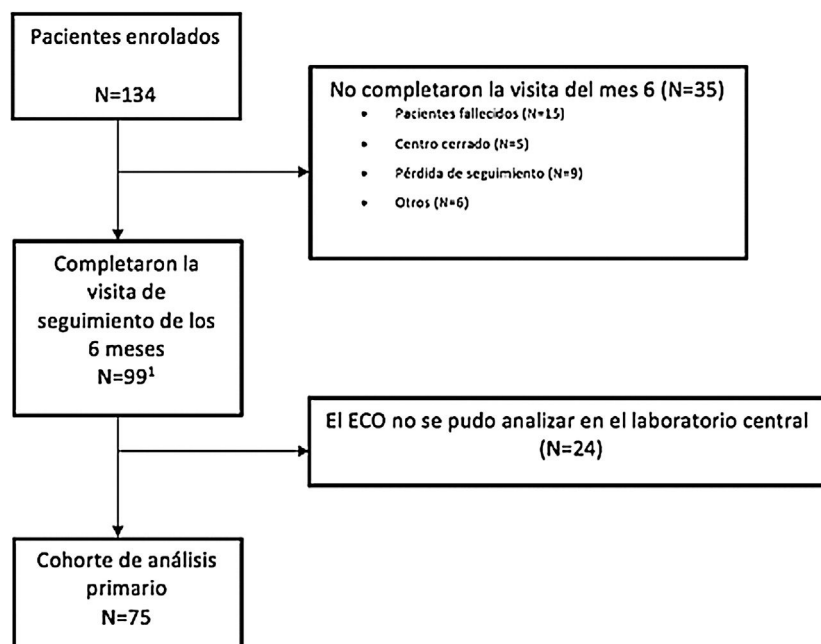 Pacientes enrolados
N=134
No completaron la visita del mes 6 (N=35)
• Pacientes fallecidos (N=15)
• Centro cerrado (N=5)
• Pérdida de seguimiento (N=9)
• Otros (N=6)
Completaron la
visita de
seguimiento de los
6 meses
N=99¹
El ECO no se pudo analizar en el laboratorio central
(N=24)
Cohorte de análisis
primario
N=75